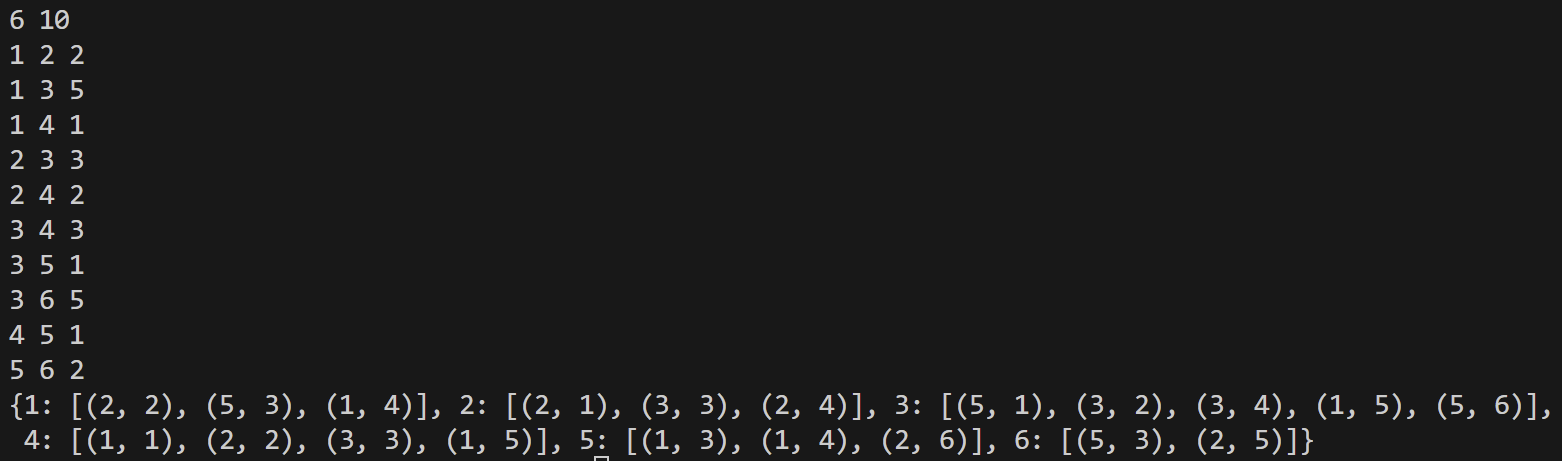 6 10
1 2 2
1 3 5
1 4 1
2 3 3
2 4 2
3 4 3
3 5 1
3 6 5
4 5 1
5 6 2
{1: [(2, 2), (5, 3), (1, 4)], 2: [(2, 1), (3, 3), (2, 4)], 3: [(5, 1), (3, 2), (3, 4), (1, 5), (5, 6)],
4: [(1, 1), (2, 2), (3, 3), (1, 5)], 5: [(1, 3), (1, 4), (2, 6)], 6: [(5, 3), (2, 5)]}